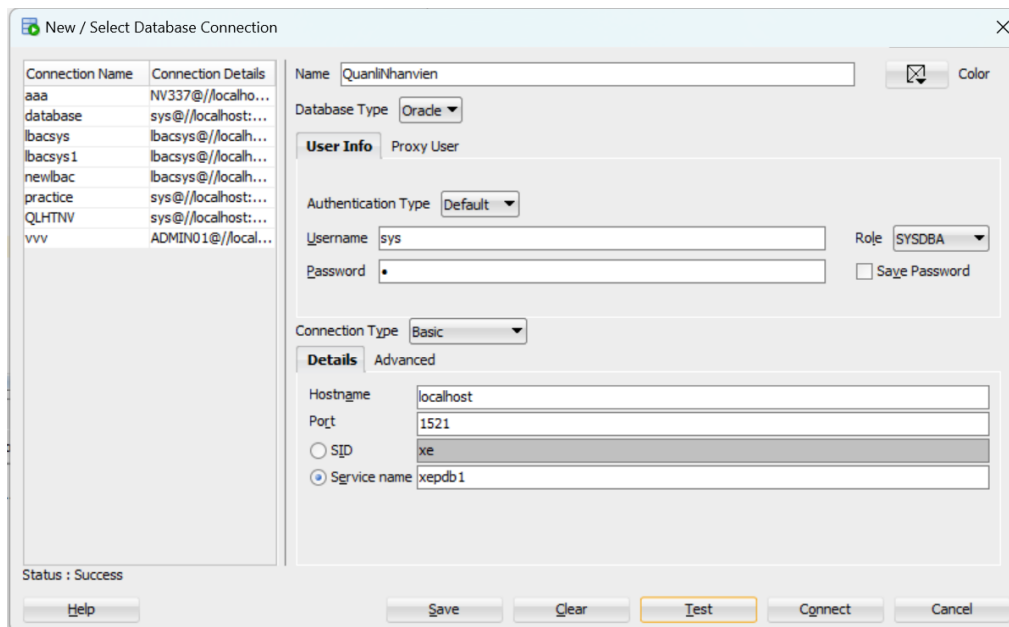 New / Select Database Connection
Connection Name Connection Details
aaa NV337@//localho...
database sys@//localhost:...
lbacsys lbacsys@//localh...
lbacsys1 lbacsys@//localh...
newlbac lbacsys@//localh...
practice sys@//localhost:...
QLHTNV sys@//localhost:...
vvv ADMIN01@//local...
Name QuanliNhanvien Color
Database Type Oracle
User Info Proxy User
Authentication Type Default
Username sys Role SYSDBA
Password • Save Password
Connection Type Basic
Details Advanced
Hostname localhost
Port 1521
SID xe
Service name xepdb1
Status : Success
Help Save Clear Test Connect Cancel